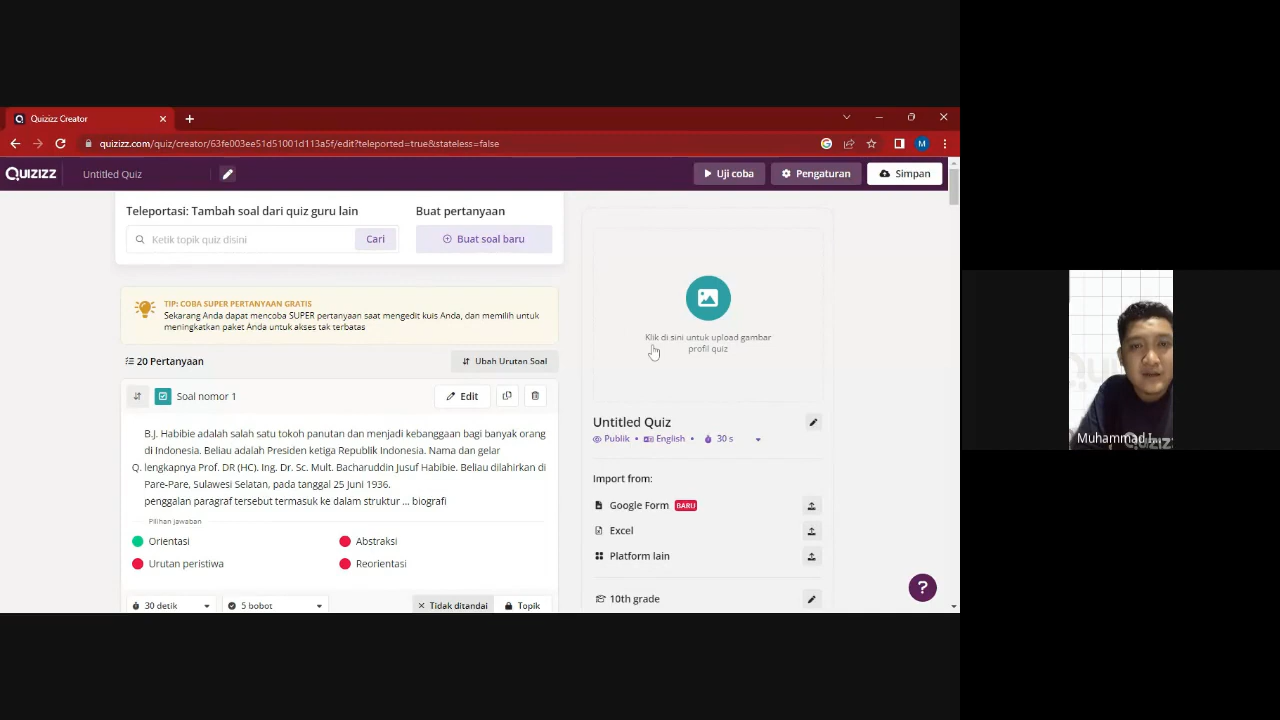 Quizizz Creator
quizizz.com/quiz/creator/63fe003ee51d51001d113a5f/edit?teleported=true&stateless=false
M
QUIZIZZ
Untitled Quiz
Uji coba
Pengaturan
Simpan
Teleportasi: Tambah soal dari quiz guru lain
Buat pertanyaan
Ketik topik quiz disini
Cari
Buat soal baru
TIP: COBA SUPER PERTANYAAN GRATIS
Sekarang Anda dapat mencoba SUPER pertanyaan saat mengedit kuis Anda, dan memilih untuk
meningkatkan paket Anda untuk akses tak terbatas
20 Pertanyaan
Ubah Urutan Soal
Soal nomor 1
Edit
B.J. Habibie adalah salah satu tokoh panutan dan menjadi kebanggaan bagi banyak orang
di Indonesia. Beliau adalah Presiden ketiga Republik Indonesia. Nama dan gelar
Q. lengkapnya Prof. DR (HC). Ing. Dr. Sc. Mult. Bacharuddin Jusuf Habibie. Beliau dilahirkan di
Pare-Pare, Sulawesi Selatan, pada tanggal 25 Juni 1936.
penggalan paragraf tersebut termasuk ke dalam struktur ... biografi
Pilihan jawaban
Orientasi
Abstraksi
Urutan peristiwa
Reorientasi
30 detik
5 bobot
Tidak ditandai
Topik
Klik di sini untuk upload gambar
profil quiz
Untitled Quiz
Publik • English • 30 s
Import from:
Google Form BARU
Excel
Platform lain
10th grade
?
Muhammad I...